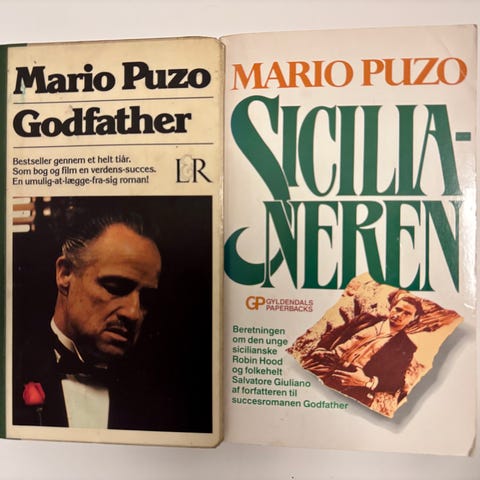 Mario Puzo
Godfather
Bestseller gennem et helt tiår.
Som bog og film en verdens-succes.
En umulig-at-lægge-fra-sig roman!
L&R
MARIO PUZO
SICILIA-
NEREN
GP GYLDENDALS
PAPERBACKS
Beretningen
om den unge
sicilianske
Robin Hood
og folkehelt
Salvatore Giuliano
af forfatteren til
succesromanen Godfather